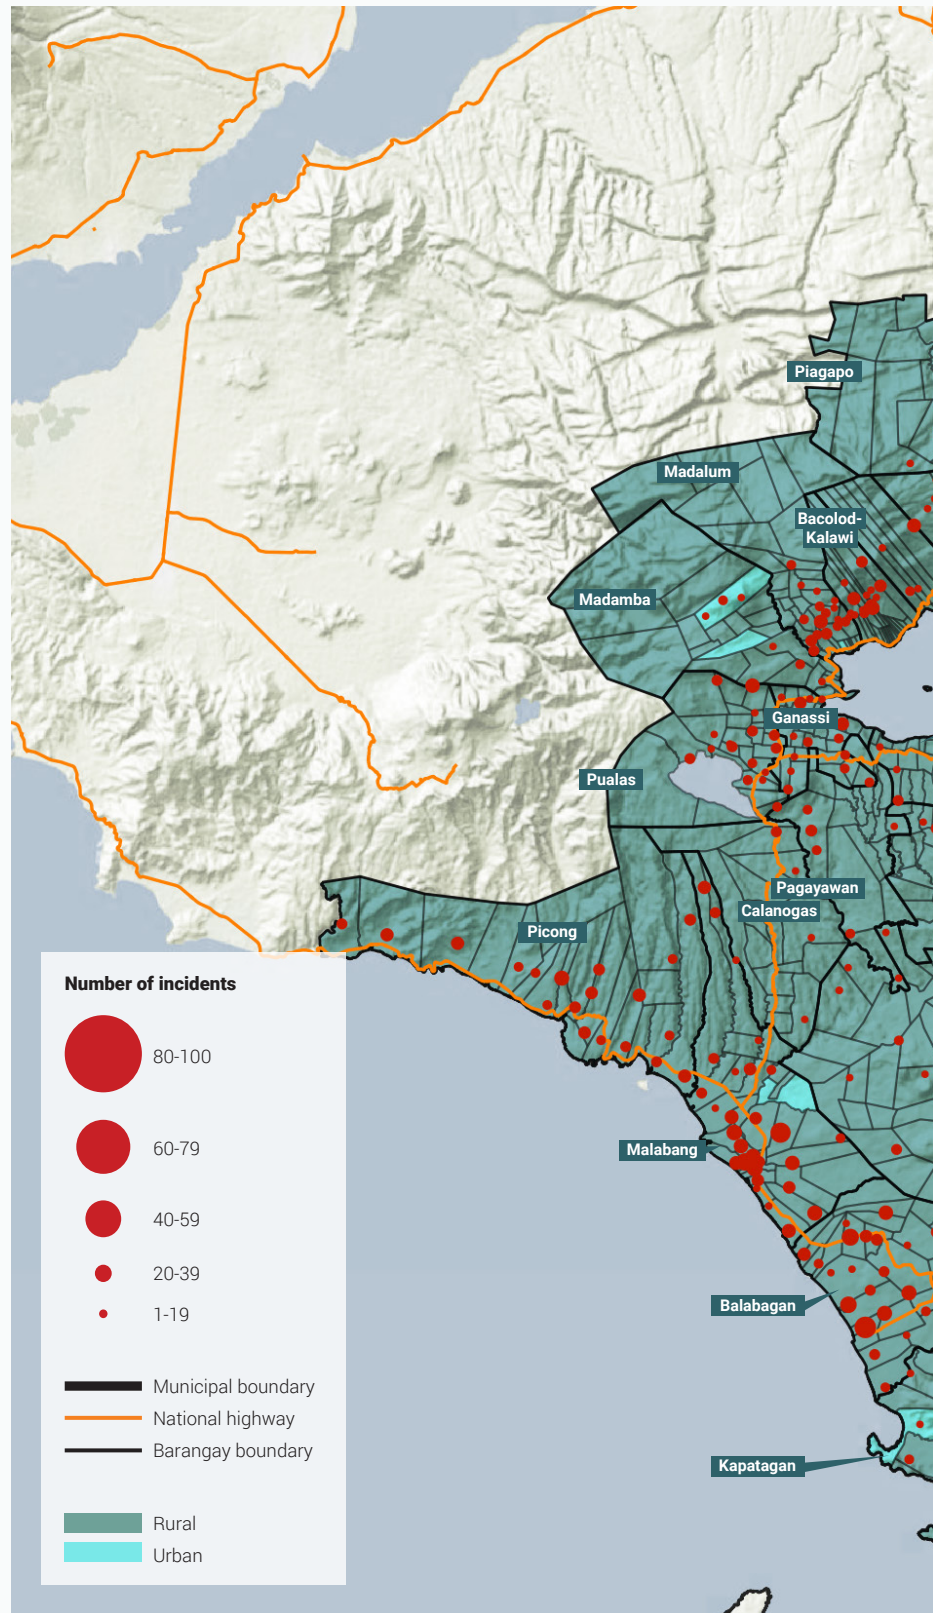 Piagapo
Madalum
Bacolod-
Kalawi
Madamba
Ganassi
Pualas
Pagayawan
Calanogas
Picong
Malabang
Balabagan
Kapatagan
Number of incidents
80-100
60-79
40-59
20-39
1-19
Municipal boundary
National highway
Barangay boundary
Rural
Urban